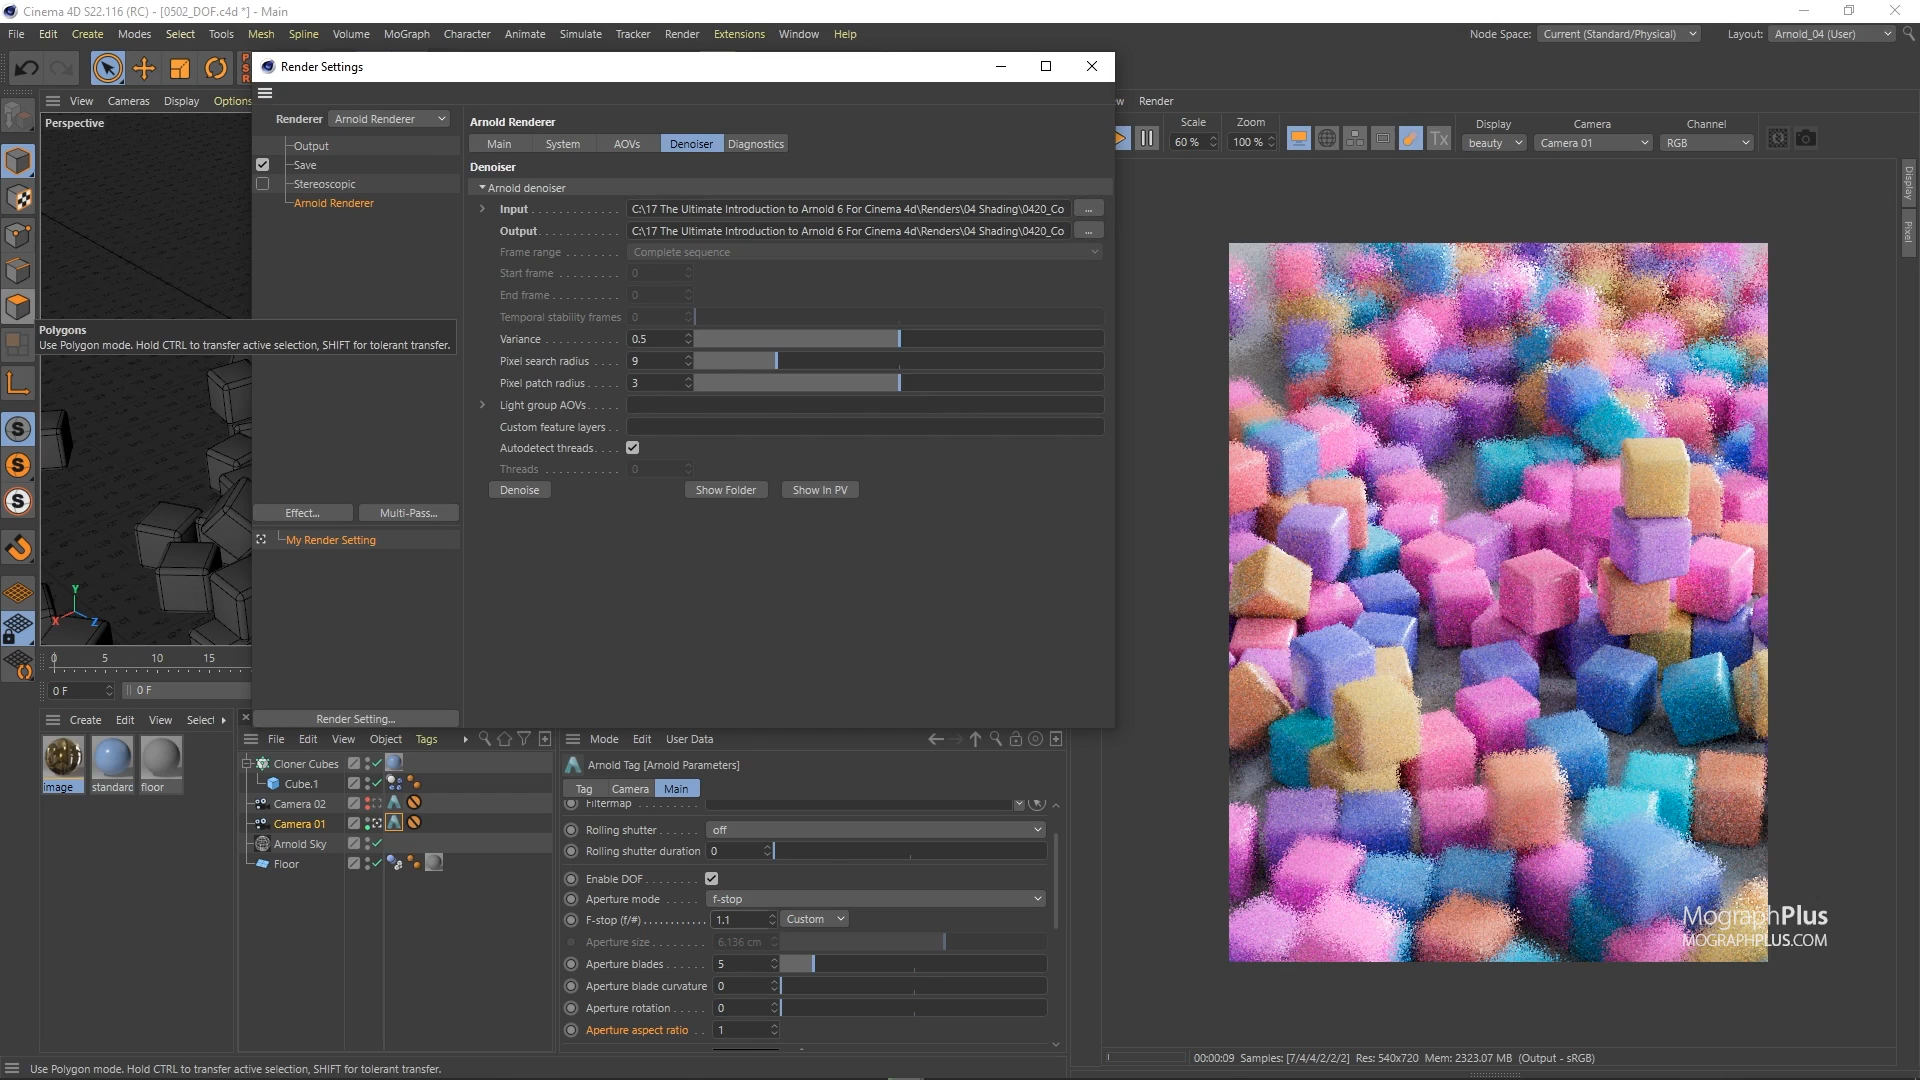 Cinema 4D S22.116 (RC) - [0502_DOF.c4d *] - Main
File Edit Create Modes Select Tools Mesh Spline Volume MoGraph Character Animate Simulate Tracker Render Extensions Window Help
Node Space: Current (Standard/Physical) Layout: Arnold_04 (User)
Render Settings
P
S
R
View Cameras Display Options
Perspective
Renderer Arnold Renderer
Output
Save
Stereoscopic
Arnold Renderer
Effect... Multi-Pass...
My Render Setting
Render Setting...
Arnold Renderer
Main System AOVs Denoiser Diagnostics
Denoiser
Arnold denoiser
Input C:\17 The Ultimate Introduction to Arnold 6 For Cinema 4d\Renders\04 Shading\0420_Co ...
Output C:\17 The Ultimate Introduction to Arnold 6 For Cinema 4d\Renders\04 Shading\0420_Co ...
Frame range Complete sequence
Start frame 0
End frame 0
Temporal stability frames 0
Variance 0.5
Pixel search radius 9
Pixel patch radius 3
Light group AOVs
Custom feature layers
Autodetect threads
Threads 0
Denoise Show Folder Show In PV
Polygons
Use Polygon mode. Hold CTRL to transfer active selection, SHIFT for tolerant transfer.
Y
X Z
0 5 10 15
0 F 0 F
Create Edit View Select
image standard floor
File Edit View Object Tags
Cloner Cubes
Cube.1
Camera 02
Camera 01
Arnold Sky
Floor
Mode Edit User Data
Arnold Tag [Arnold Parameters]
Tag Camera Main
Filtermap
Rolling shutter off
Rolling shutter duration 0
Enable DOF
Aperture mode f-stop
F-stop (f/#) 1.1 Custom
Aperture size 6.136 cm
Aperture blades 5
Aperture blade curvature 0
Aperture rotation 0
Aperture aspect ratio 1
w Render
Scale Zoom Display Camera Channel
60 % 100 % Tx beauty Camera 01 RGB
Display
Pixel
MographPlus
MOGRAPHPLUS.COM
00:00:09 Samples: [7/4/4/2/2/2] Res: 540x720 Mem: 2323.07 MB (Output - sRGB)
Use Polygon mode. Hold CTRL to transfer active selection, SHIFT for tolerant transfer.